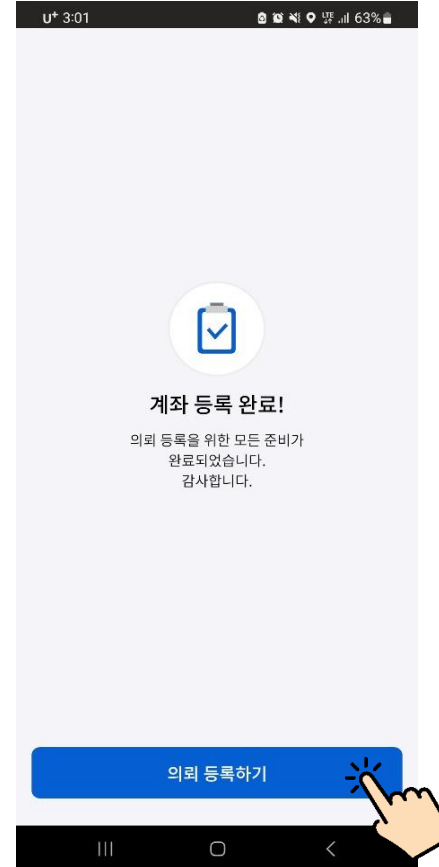 U+ 3:01 LTE 63%
계좌 등록 완료!
의뢰 등록을 위한 모든 준비가
완료되었습니다.
감사합니다.
의뢰 등록하기